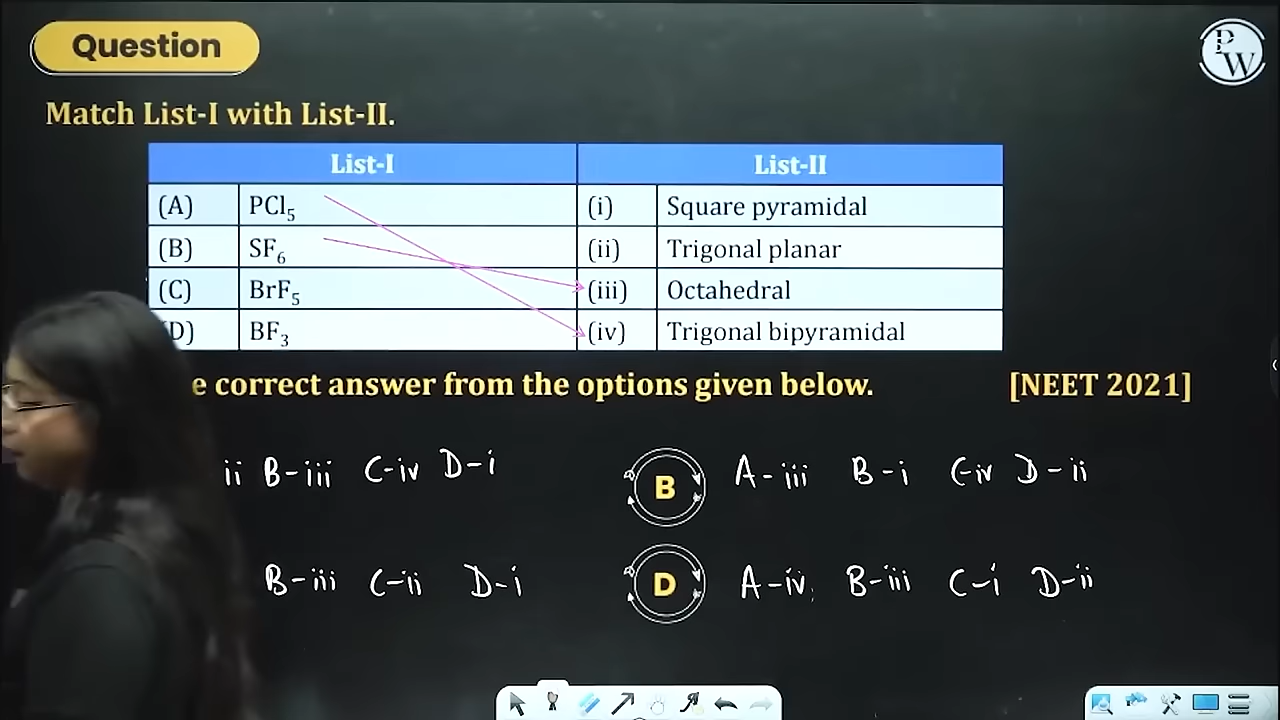 Question
PW
Match List-I with List-II.
List-I List-II
(A) PCl₅ (i) Square pyramidal
(B) SF₆ (ii) Trigonal planar
(C) BrF₅ (iii) Octahedral
D) BF₃ (iv) Trigonal bipyramidal
correct answer from the options given below. [NEET 2021]
ii B-iii C-iv D-i B A-iii B-i C-iv D-ii
B-iii C-ii D-i D A-iv, B-iii C-i D-ii